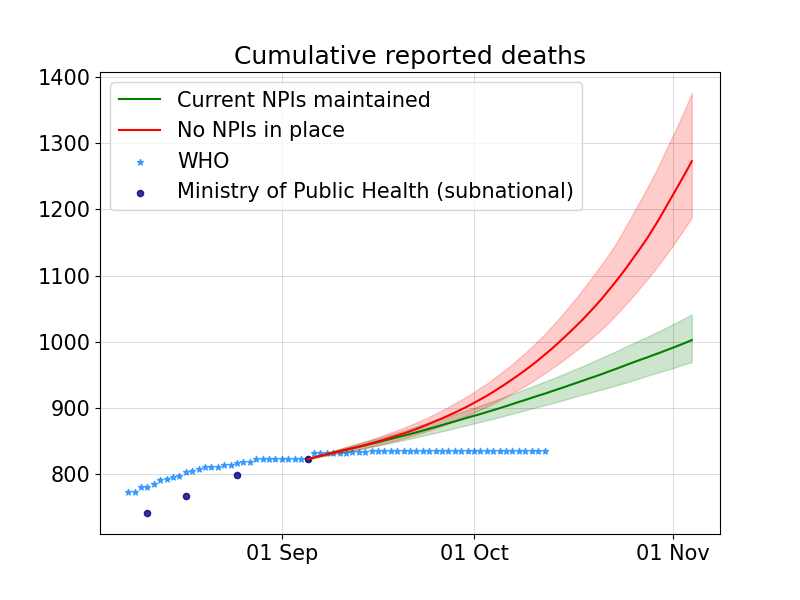 Cumulative reported deaths
Current NPIs maintained
No NPIs in place
WHO
Ministry of Public Health (subnational)
1400
1300
1200
1100
1000
900
800
01 Sep
01 Oct
01 Nov